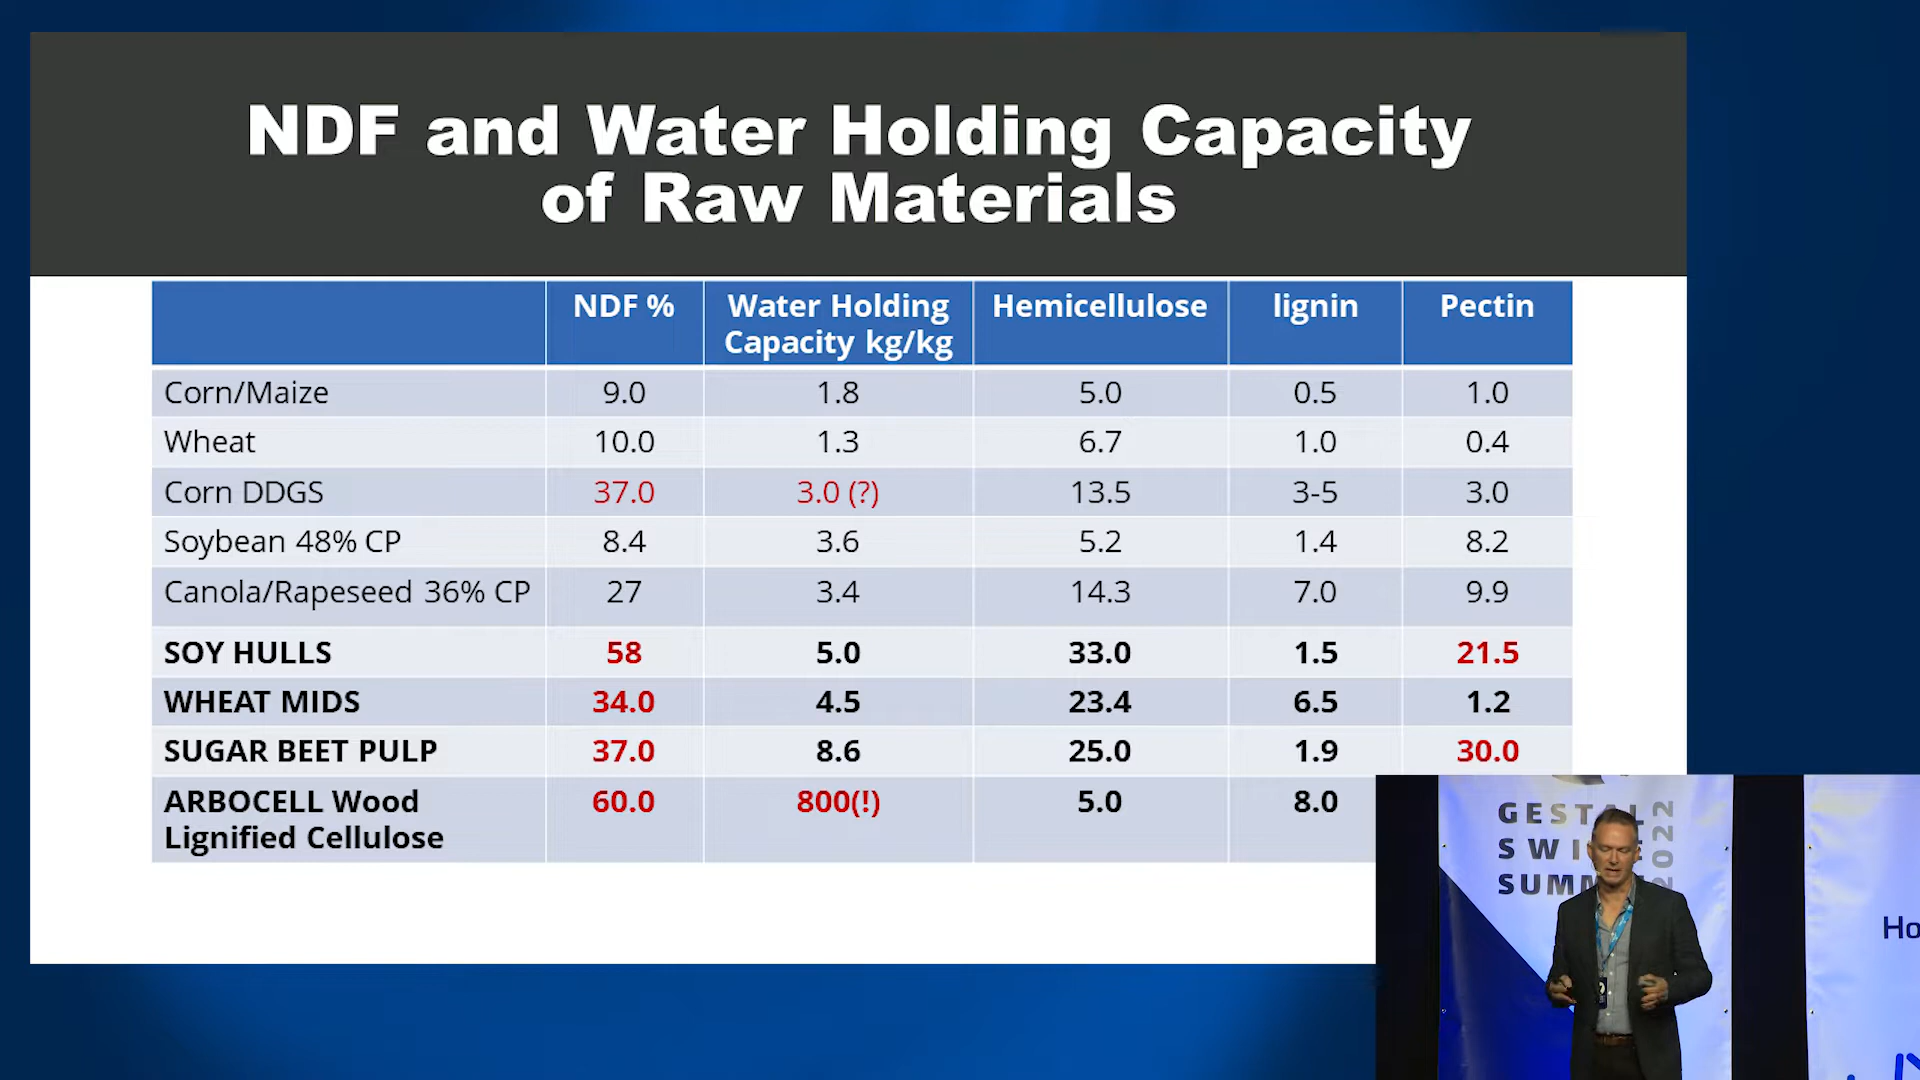 NDF and Water Holding Capacity
of Raw Materials
NDF % Water Holding Capacity kg/kg Hemicellulose lignin Pectin
Corn/Maize 9.0 1.8 5.0 0.5 1.0
Wheat 10.0 1.3 6.7 1.0 0.4
Corn DDGS 37.0 3.0 (?) 13.5 3-5 3.0
Soybean 48% CP 8.4 3.6 5.2 1.4 8.2
Canola/Rapeseed 36% CP 27 3.4 14.3 7.0 9.9
SOY HULLS 58 5.0 33.0 1.5 21.5
WHEAT MIDS 34.0 4.5 23.4 6.5 1.2
SUGAR BEET PULP 37.0 8.6 25.0 1.9 30.0
ARBOCELL Wood Lignified Cellulose 60.0 800(!) 5.0 8.0
GESTAL
2022